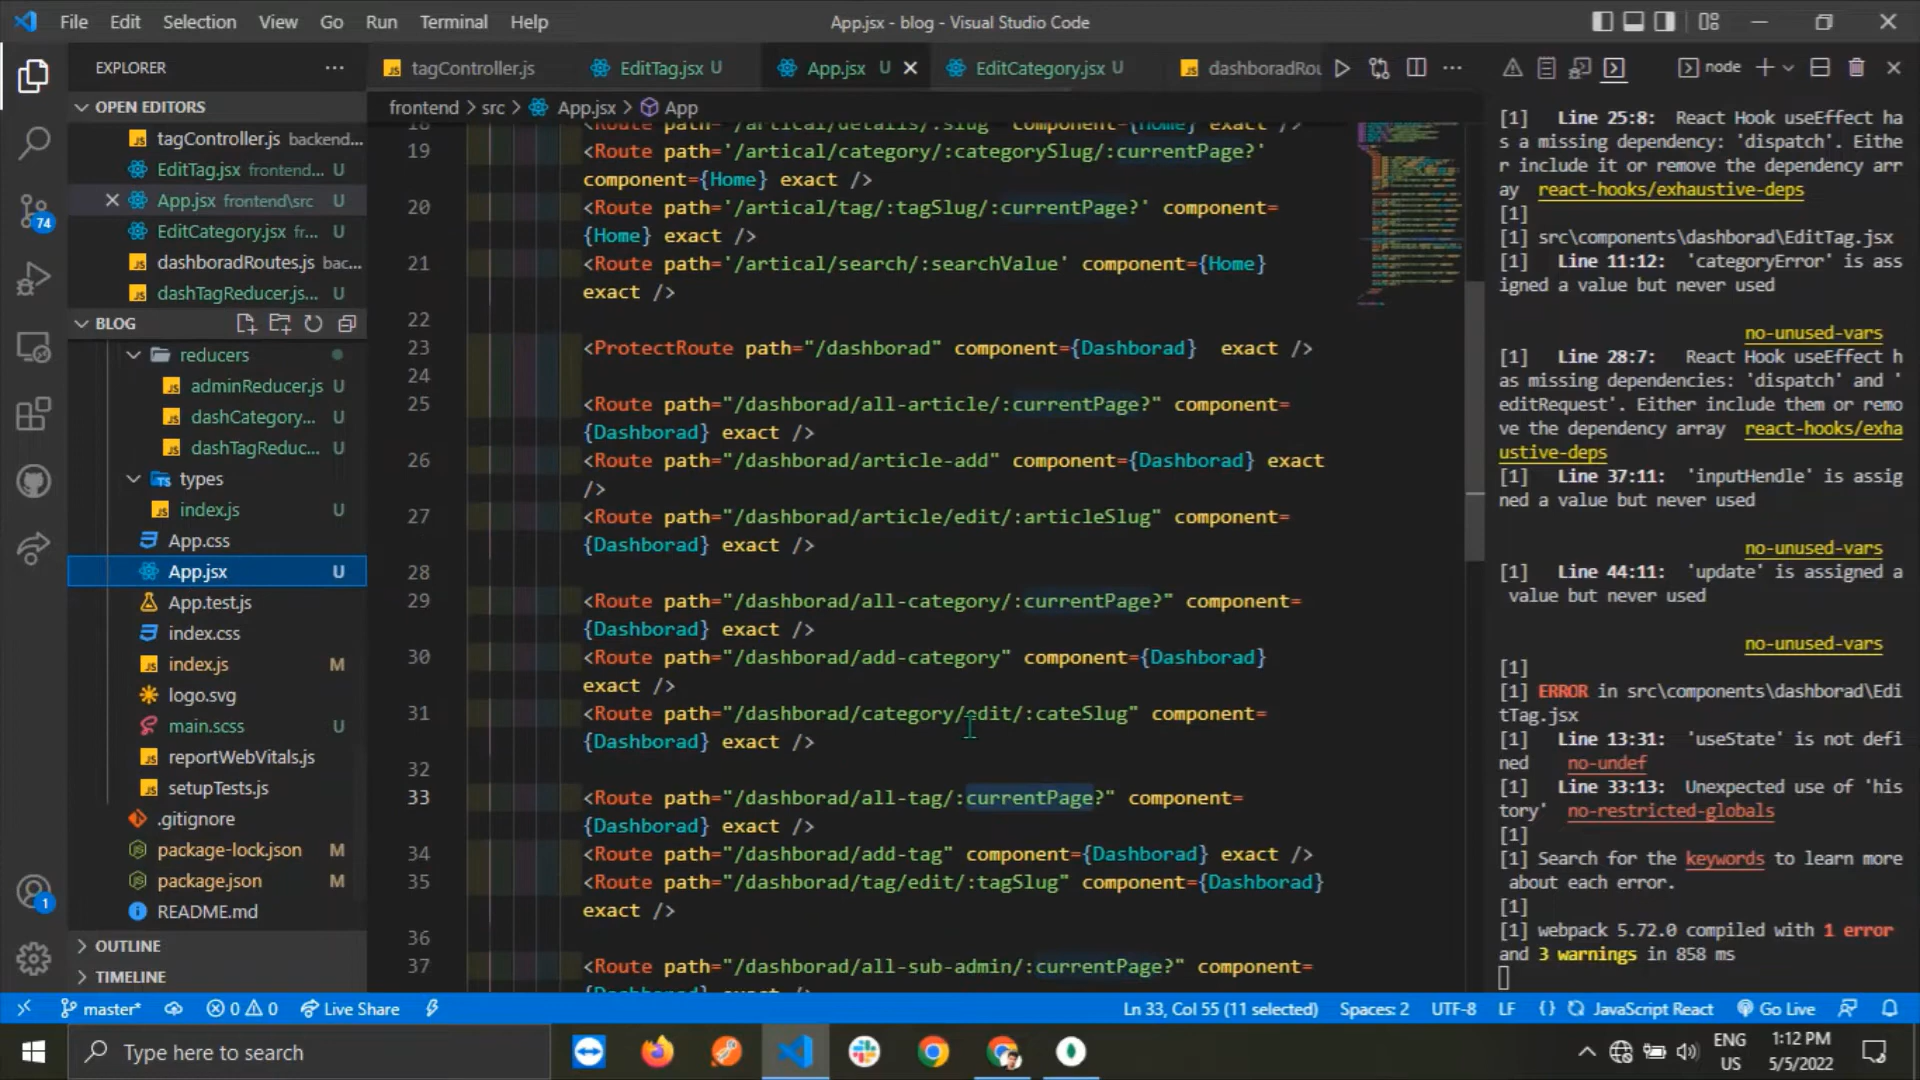 File Edit Selection View Go Run Terminal Help App.jsx - blog - Visual Studio Code
EXPLORER
OPEN EDITORS
tagController.js backend...
EditTag.jsx frontend... U
App.jsx frontend\src U
EditCategory.jsx fr... U
dashboradRoutes.js bac...
dashTagReducer.js... U
BLOG
reducers
adminReducer.js U
dashCategory... U
dashTagReduc... U
types
index.js U
App.css
App.jsx U
App.test.js
index.css
index.js M
logo.svg
main.scss U
reportWebVitals.js
setupTests.js
.gitignore
package-lock.json M
package.json M
README.md
OUTLINE
TIMELINE
74
1
tagController.js EditTag.jsx U App.jsx U EditCategory.jsx U dashboradRou
frontend > src > App.jsx > App
18 <Route path='/artical/details/:slug' component={Home} exact />
19 <Route path='/artical/category/:categorySlug/:currentPage?'
component={Home} exact />
20 <Route path='/artical/tag/:tagSlug/:currentPage?' component=
{Home} exact />
21 <Route path='/artical/search/:searchValue' component={Home}
exact />
22
23 <ProtectRoute path="/dashborad" component={Dashborad} exact />
24
25 <Route path="/dashborad/all-article/:currentPage?" component=
{Dashborad} exact />
26 <Route path="/dashborad/article-add" component={Dashborad} exact
/>
27 <Route path="/dashborad/article/edit/:articleSlug" component=
{Dashborad} exact />
28
29 <Route path="/dashborad/all-category/:currentPage?" component=
{Dashborad} exact />
30 <Route path="/dashborad/add-category" component={Dashborad}
exact />
31 <Route path="/dashborad/category/edit/:cateSlug" component=
{Dashborad} exact />
32
33 <Route path="/dashborad/all-tag/:currentPage?" component=
{Dashborad} exact />
34 <Route path="/dashborad/add-tag" component={Dashborad} exact />
35 <Route path="/dashborad/tag/edit/:tagSlug" component={Dashborad}
exact />
36
37 <Route path="/dashborad/all-sub-admin/:currentPage?" component=
{Dashborad} exact />
node
[1] Line 25:8: React Hook useEffect ha
s a missing dependency: 'dispatch'. Eithe
r include it or remove the dependency arr
ay react-hooks/exhaustive-deps
[1]
[1] src\components\dashborad\EditTag.jsx
[1] Line 11:12: 'categoryError' is ass
igned a value but never used
no-unused-vars
[1] Line 28:7: React Hook useEffect h
as missing dependencies: 'dispatch' and '
editRequest'. Either include them or remo
ve the dependency array react-hooks/exha
ustive-deps
[1] Line 37:11: 'inputHendle' is assig
ned a value but never used
no-unused-vars
[1] Line 44:11: 'update' is assigned a
value but never used
no-unused-vars
[1]
[1] ERROR in src\components\dashborad\Edi
tTag.jsx
[1] Line 13:31: 'useState' is not defi
ned no-undef
[1] Line 33:13: Unexpected use of 'his
tory' no-restricted-globals
[1]
[1] Search for the keywords to learn more
about each error.
[1]
[1] webpack 5.72.0 compiled with 1 error
and 3 warnings in 858 ms
master* 0 0 Live Share Ln 33, Col 55 (11 selected) Spaces: 2 UTF-8 LF {} JavaScript React Go Live
Type here to search
ENG
US
1:12 PM
5/5/2022